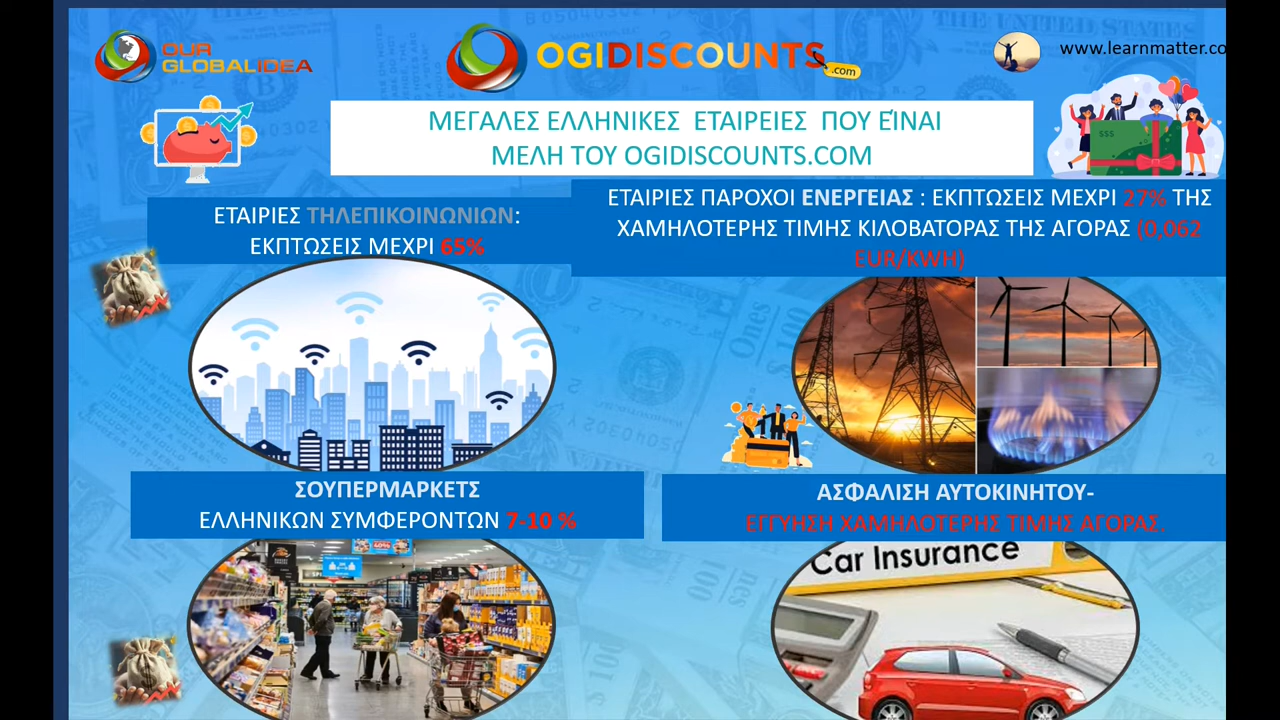 OUR
GLOBALIDEA
OGIDISCOUNTS
.com
www.learnmatter.co
ΜΕΓΑΛΕΣ ΕΛΛΗΝΙΚΕΣ ΕΤΑΙΡΕΙΕΣ ΠΟΥ ΕΊΝΑΙ
ΜΕΛΗ ΤΟΥ OGIDISCOUNTS.COM
ΕΤΑΙΡΙΕΣ ΤΗΛΕΠΙΚΟΙΝΩΝΙΩΝ:
ΕΚΠΤΩΣΕΙΣ ΜΕΧΡΙ 65%
ΕΤΑΙΡΙΕΣ ΠΑΡΟΧΟΙ ΕΝΕΡΓΕΙΑΣ : ΕΚΠΤΩΣΕΙΣ ΜΕΧΡΙ 27% ΤΗΣ
ΧΑΜΗΛΟΤΕΡΗΣ ΤΙΜΗΣ ΚΙΛΟΒΑΤΟΡΑΣ ΤΗΣ ΑΓΟΡΑΣ (0,062
EUR/KWH)
ΣΟΥΠΕΡΜΑΡΚΕΤΣ
ΕΛΛΗΝΙΚΩΝ ΣΥΜΦΕΡΟΝΤΩΝ 7-10 %
ΑΣΦΑΛΙΣΗ ΑΥΤΟΚΙΝΗΤΟΥ-
ΕΓΓΥΗΣΗ ΧΑΜΗΛΟΤΕΡΗΣ ΤΙΜΗΣ ΑΓΟΡΑΣ.
Car Insurance